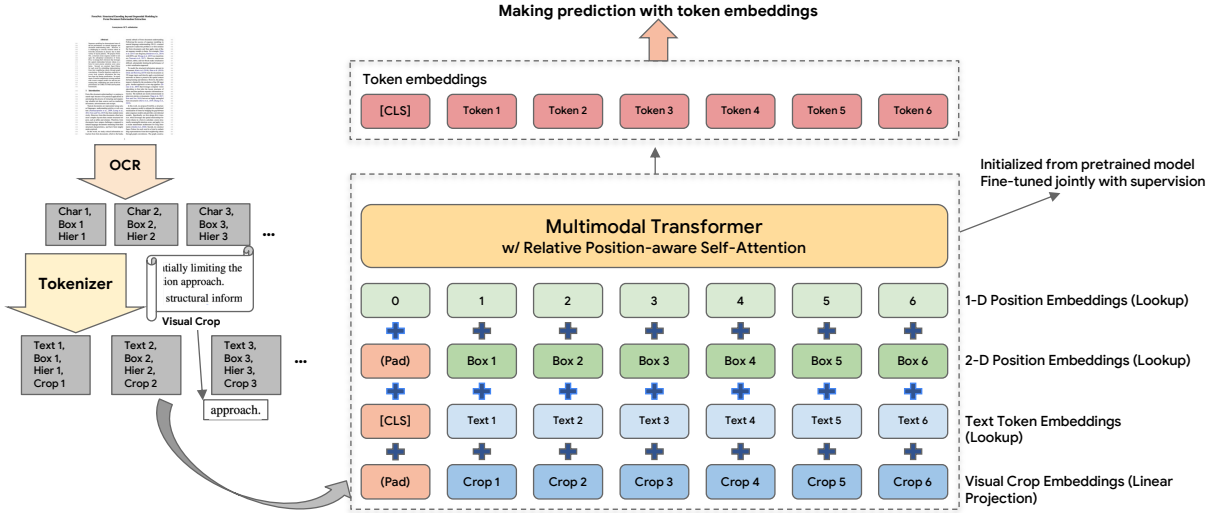 Making prediction with token embeddings
Token embeddings
[CLS] Token 1 Token 2 Token 3 Token 4 Token 5 Token 6
OCR
Char 1,
Box 1
Hier 1
Char 2,
Box 2,
Hier 2
Char 3,
Box 3,
Hier 3
...
Tokenizer
ıtially limiting the
ion approach.
structural inform
Visual Crop
Text 1,
Box 1,
Hier 1,
Crop 1
Text 2,
Box 2,
Hier 2,
Crop 2
Text 3,
Box 3,
Hier 3,
Crop 3
...
approach.
Initialized from pretrained model
Fine-tuned jointly with supervision
Multimodal Transformer
w/ Relative Position-aware Self-Attention
0 1 2 3 4 5 6
1-D Position Embeddings (Lookup)
(Pad) Box 1 Box 2 Box 3 Box 4 Box 5 Box 6
2-D Position Embeddings (Lookup)
[CLS] Text 1 Text 2 Text 3 Text 4 Text 5 Text 6
Text Token Embeddings
(Lookup)
(Pad) Crop 1 Crop 2 Crop 3 Crop 4 Crop 5 Crop 6
Visual Crop Embeddings (Linear
Projection)